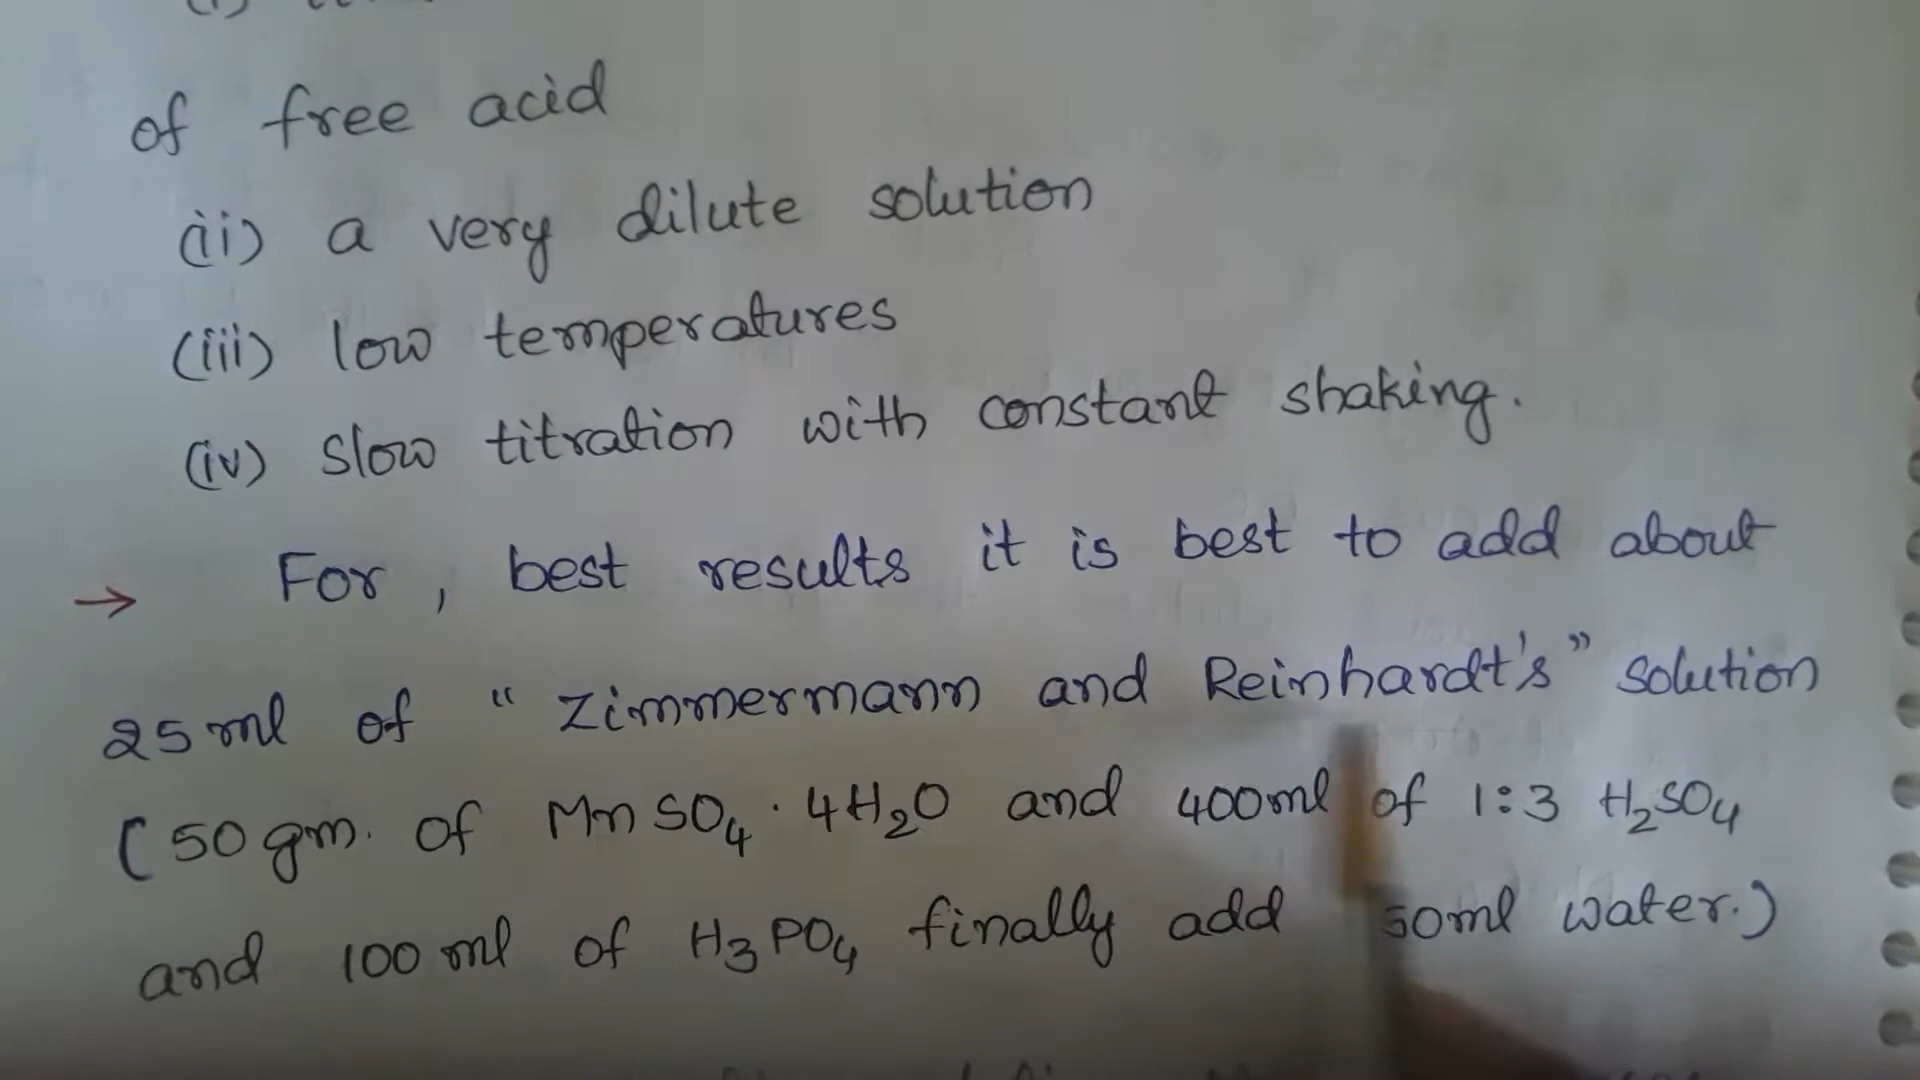 of free acid
(ii) a very dilute solution
(iii) low temperatures
(iv) slow titration with constant shaking.
→ For, best results it is best to add about
25 ml of "Zimmermann and Reinhardt's" solution
(50 gm. of MnSO₄·4H₂O and 400ml of 1:3 H₂SO₄
and 100 ml of H₃PO₄ finally add 50ml water.)